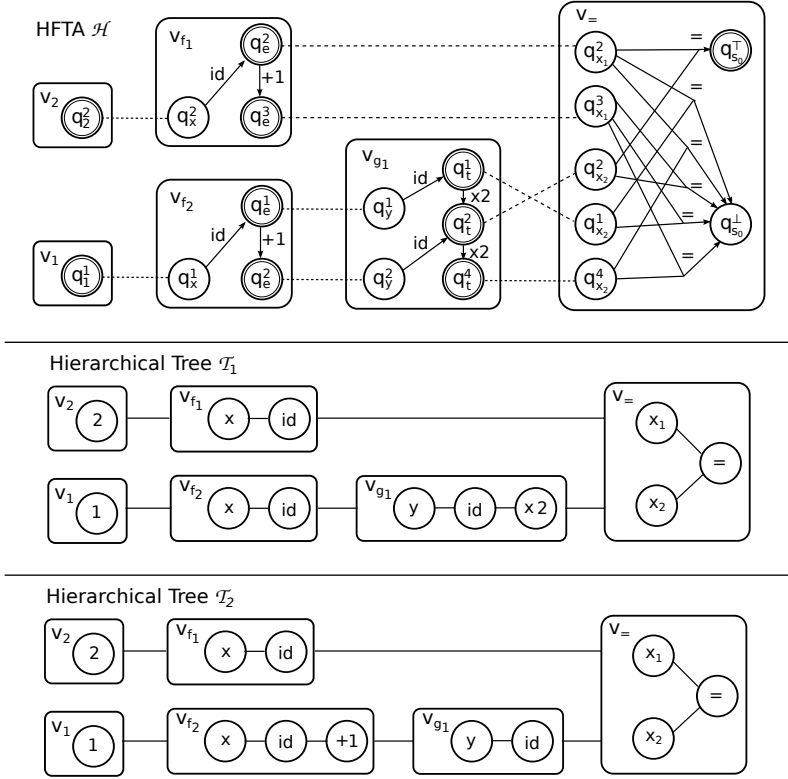 HFTA ℋ
v_{f_1}
v_=
q_e^2
=
q_{x_1}^2
q_{s_0}^⊤
id
+1
=
v_2
q_2^2
q_x^2
q_e^3
q_{x_1}^3
=
v_{g_1}
q_t^1
q_{x_2}^2
id
=
v_{f_2}
q_e^1
q_y^1
x2
=
q_t^2
q_{x_2}^1
q_{s_0}^⊥
id
+1
id
v_1
x2
=
q_1^1
q_x^1
q_e^2
q_y^2
q_t^4
q_{x_2}^4
Hierarchical Tree 𝒯_1
v_2 2
v_{f_1} x id
v_=
x_1
=
v_1 1
v_{f_2} x id
v_{g_1} y id x2
x_2
Hierarchical Tree 𝒯_2
v_2 2
v_{f_1} x id
v_=
x_1
=
v_1 1
v_{f_2} x id +1
v_{g_1} y id
x_2